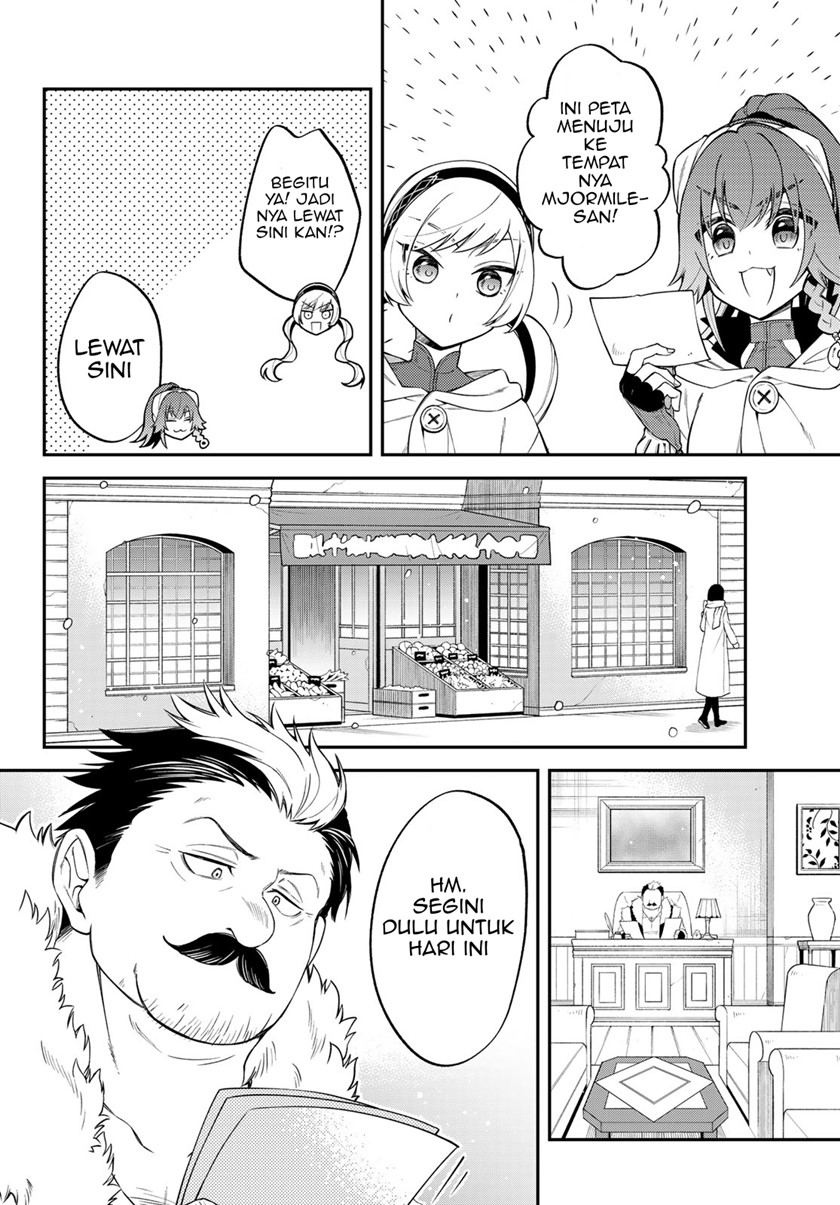 INI PETA
MENUJU
KE
TEMPAT
NYA
MJORMILE-
SAN!
BEGITU
YA! JADI
NYA LEWAT
SINI KAN!?
LEWAT
SINI
HM,
SEGINI
DULU UNTUK
HARI INI